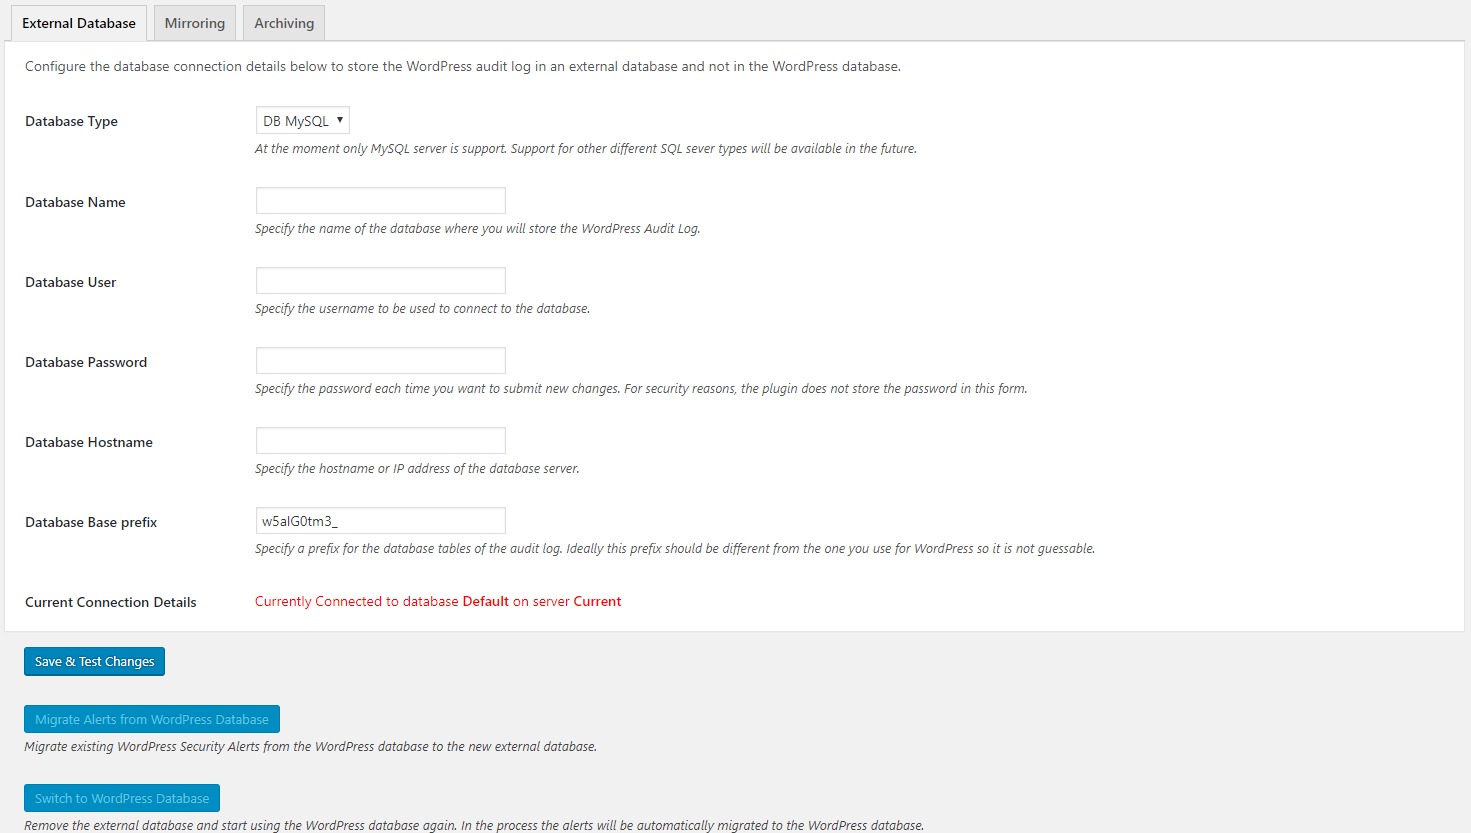 External Database Mirroring Archiving
Configure the database connection details below to store the WordPress audit log in an external database and not in the WordPress database.
Database Type DB MySQL
At the moment only MySQL server is support. Support for other different SQL sever types will be available in the future.
Database Name
Specify the name of the database where you will store the WordPress Audit Log.
Database User
Specify the username to be used to connect to the database.
Database Password
Specify the password each time you want to submit new changes. For security reasons, the plugin does not store the password in this form.
Database Hostname
Specify the hostname or IP address of the database server.
Database Base prefix w5alG0tm3_
Specify a prefix for the database tables of the audit log. Ideally this prefix should be different from the one you use for WordPress so it is not guessable.
Current Connection Details Currently Connected to database Default on server Current
Save & Test Changes
Migrate Alerts from WordPress Database
Migrate existing WordPress Security Alerts from the WordPress database to the new external database.
Switch to WordPress Database
Remove the external database and start using the WordPress database again. In the process the alerts will be automatically migrated to the WordPress database.